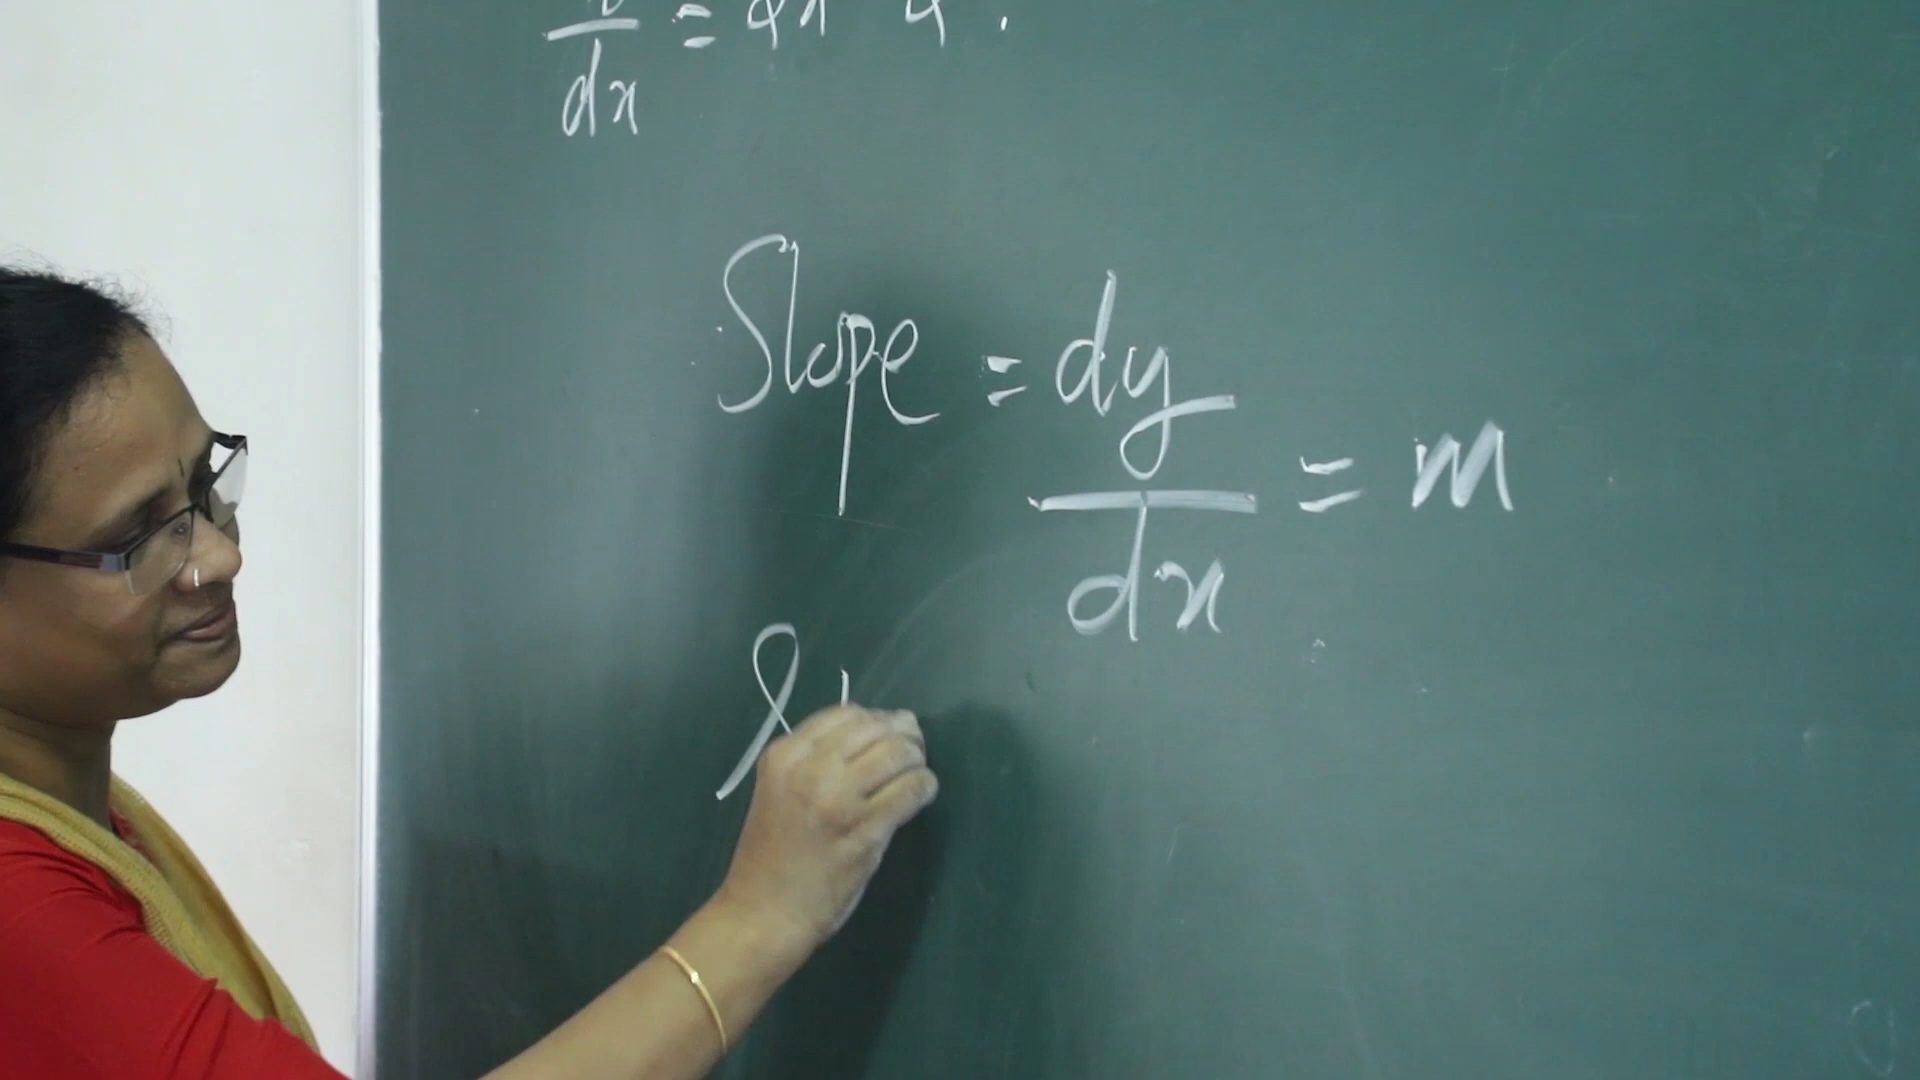 dx
Slope = dy/dx = m